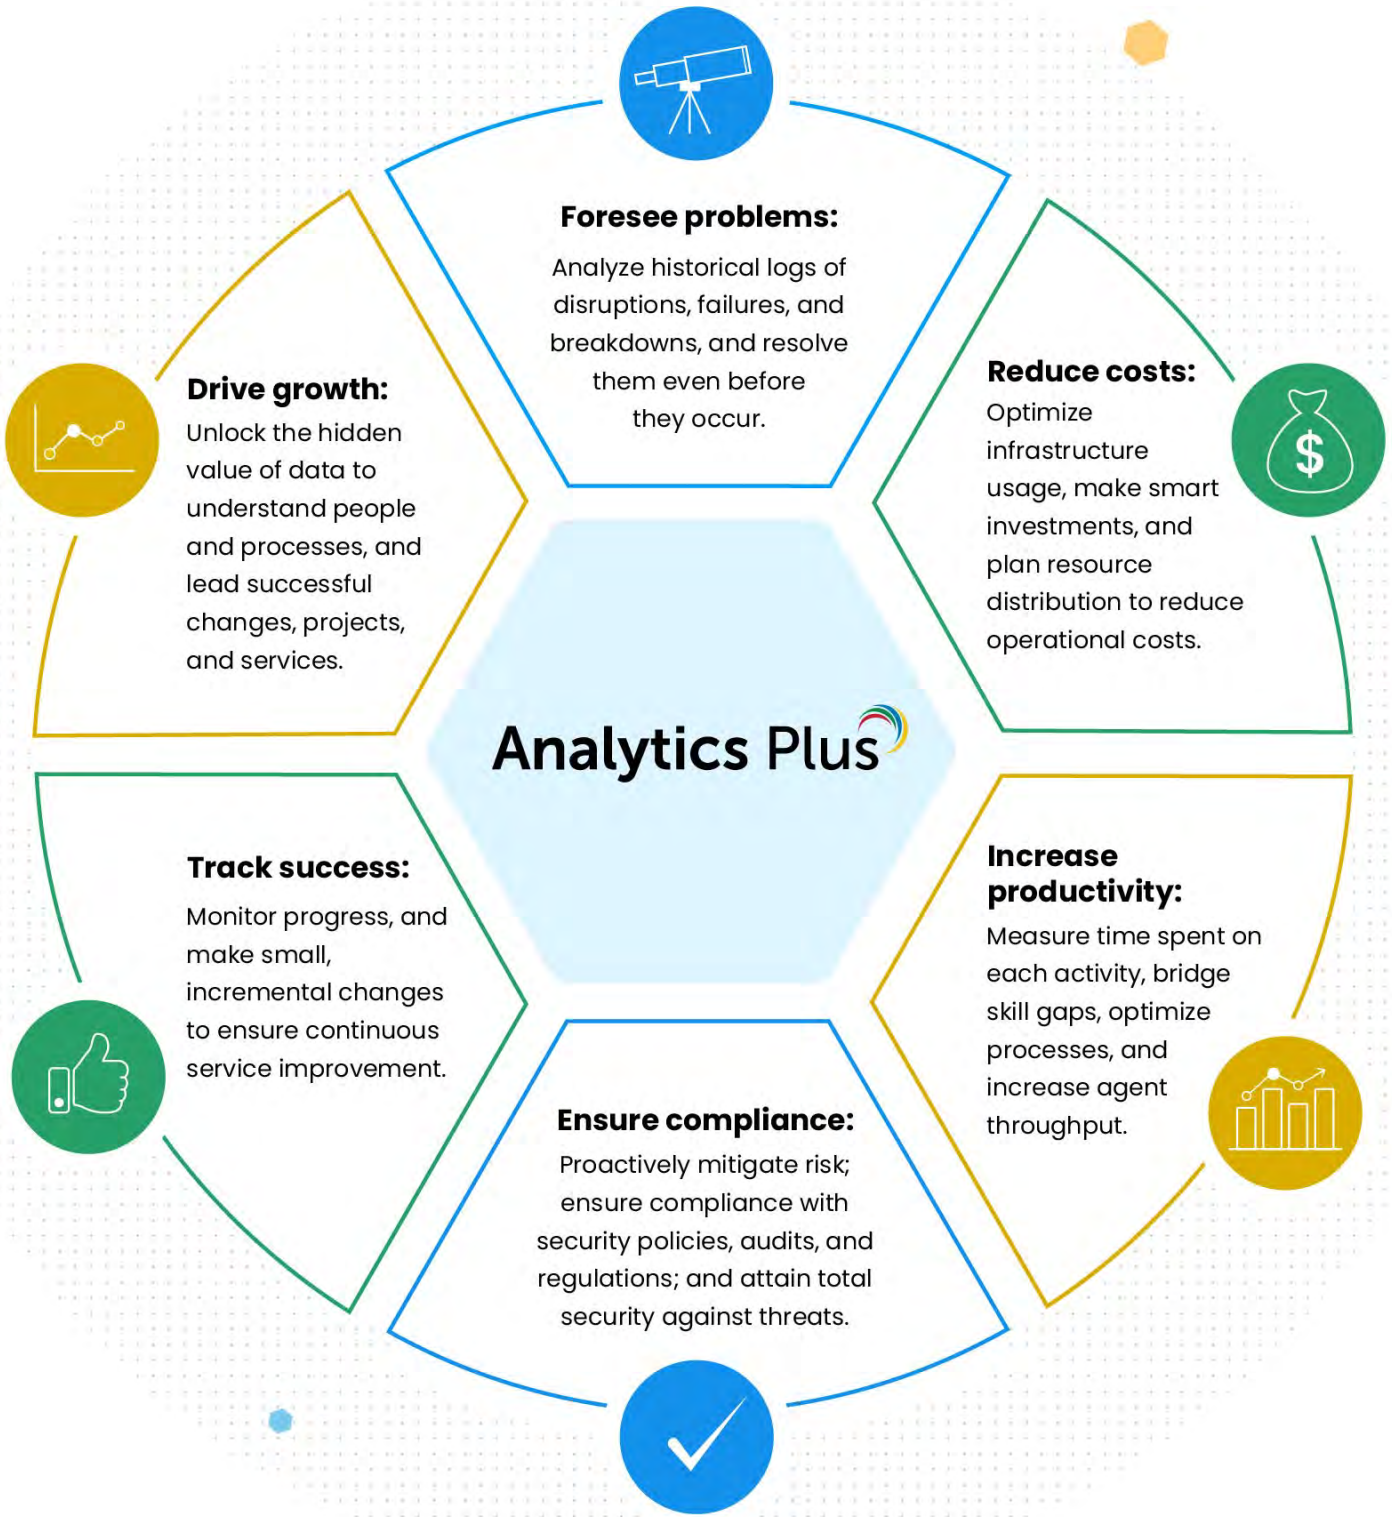 Foresee problems:
Analyze historical logs of
disruptions, failures, and
breakdowns, and resolve
them even before
they occur.
Reduce costs:
Optimize
infrastructure
usage, make smart
investments, and
plan resource
distribution to reduce
operational costs.
$
Increase
productivity:
Measure time spent on
each activity, bridge
skill gaps, optimize
processes, and
increase agent
throughput.
Ensure compliance:
Proactively mitigate risk;
ensure compliance with
security policies, audits, and
regulations; and attain total
security against threats.
Track success:
Monitor progress, and
make small,
incremental changes
to ensure continuous
service improvement.
Drive growth:
Unlock the hidden
value of data to
understand people
and processes, and
lead successful
changes, projects,
and services.
Analytics Plus